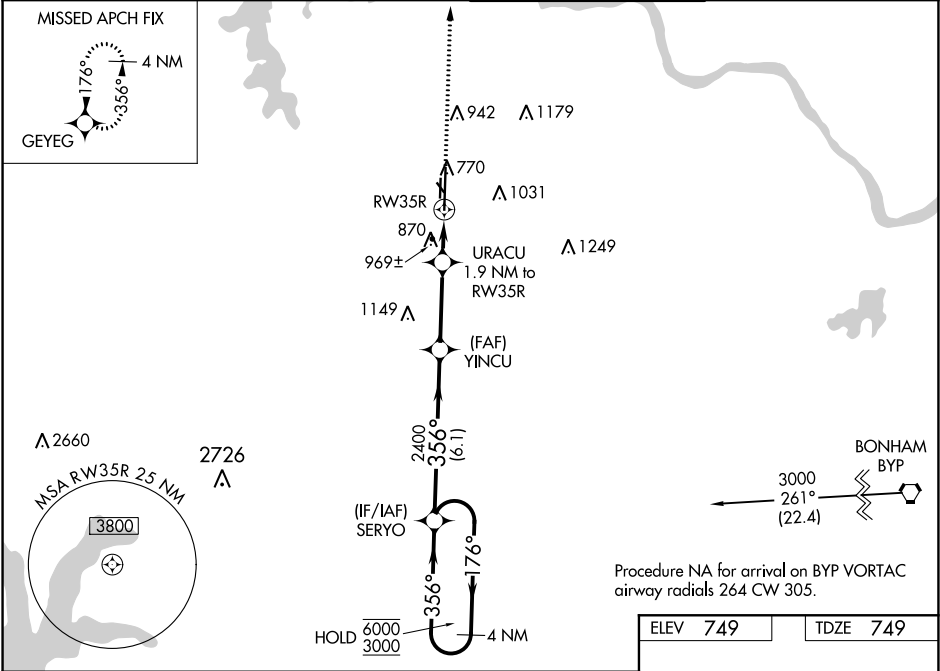 MISSED APCH FIX
4 NM
176°
356°
GEYEG
942
1179
770
RW35R
1031
870
969±
URACU
1.9 NM to
RW35R
1249
1149
(FAF)
YINCU
2400
356°
(6.1)
2660
2726
MSA RW35R 25 NM
3800
BONHAM
BYP
3000
261°
(22.4)
(IF/IAF)
SERYO
356°
176°
HOLD
6000
3000
4 NM
Procedure NA for arrival on BYP VORTAC
airway radials 264 CW 305.
ELEV 749
TDZE 749